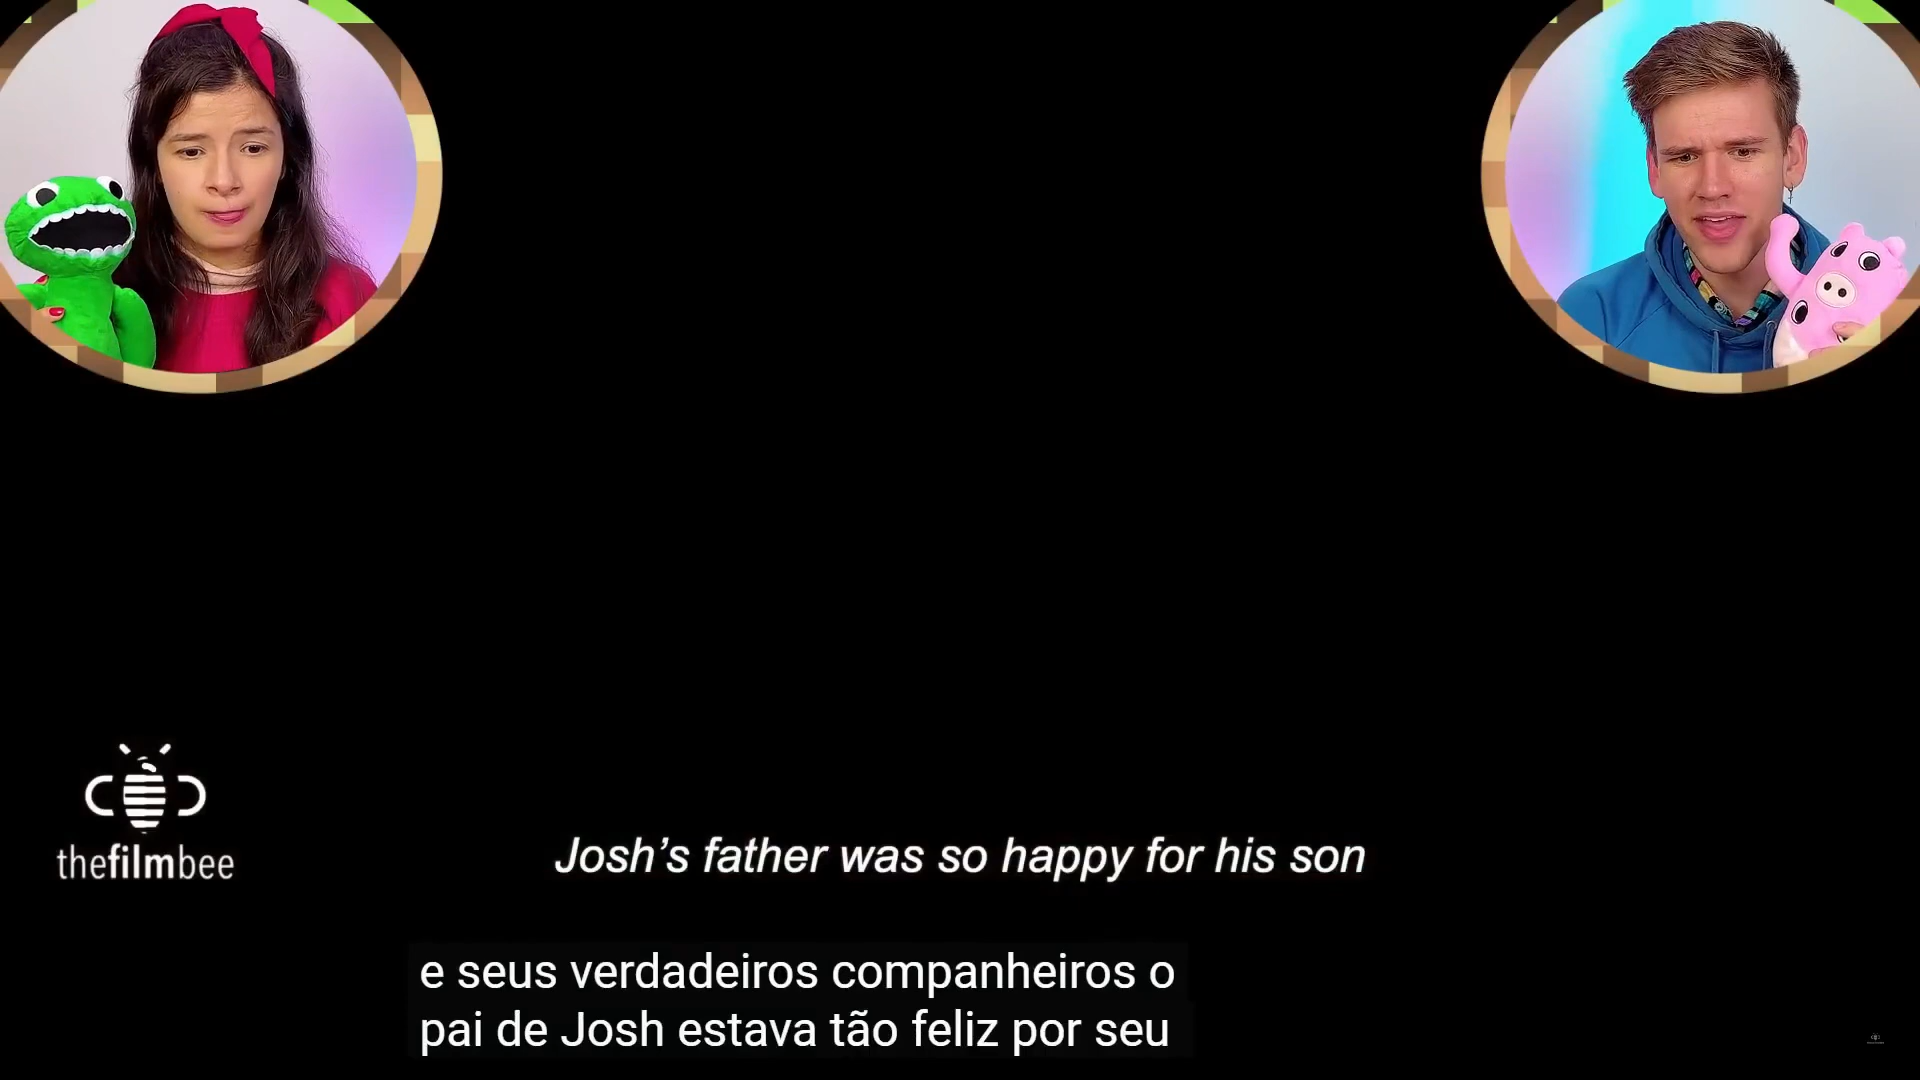 thefilmbee
Josh's father was so happy for his son
e seus verdadeiros companheiros o
pai de Josh estava tão feliz por seu